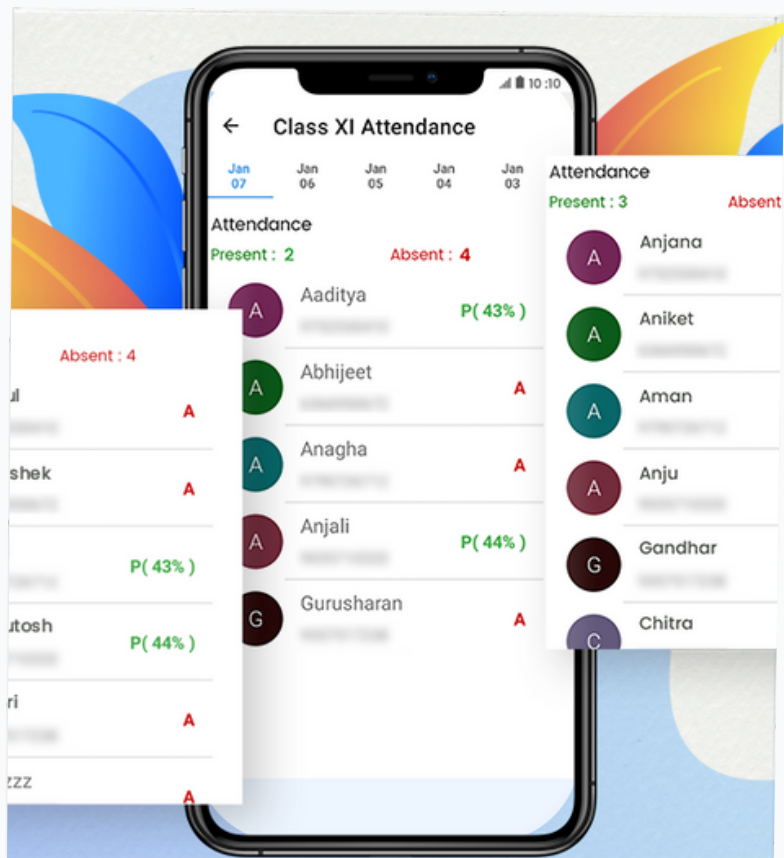 10:10
Class XI Attendance
Jan Jan Jan Jan Jan
07 06 05 04 03
Attendance
Present : 2 Absent : 4
A Aaditya P( 43% )
A Abhijeet A
A Anagha A
A Anjali P( 44% )
G Gurusharan A
Absent : 4
ul A
shek A
P( 43% )
utosh P( 44% )
ri A
zzz A
Attendance
Present : 3 Absent
A Anjana
A Aniket
A Aman
A Anju
G Gandhar
C Chitra